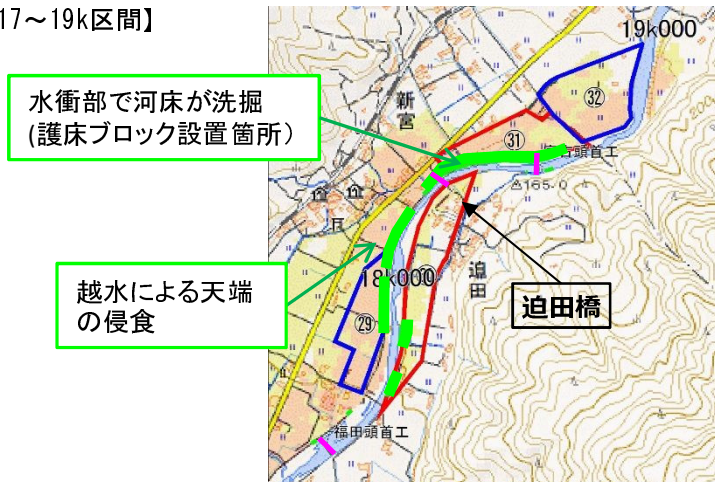 17～19k区間】
19k000
水衝部で河床が洗掘
(護床ブロック設置箇所）
新宮
㉜
㉛
頭首工
△165.0
200
迫田
18k000
越水による天端
の侵食
迫田橋
㉙
福田頭首工